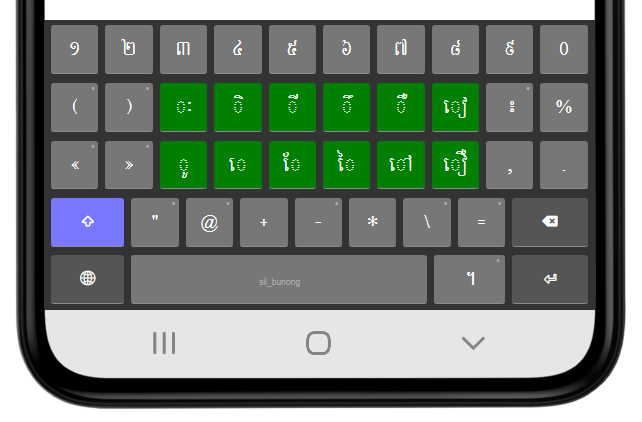 ១ ២ ៣ ៤ ៥ ៦ ៧ ៨ ៩ 0
( ) ◌ៈ ◌ិ ◌ី ◌ឹ ◌ឺ ◌ៀ ៖ %
« » ◌ូ ◌េ ◌ែ ◌ៃ ◌ៅ ◌ឿ , .
" @ + - * \ =
sil_bunong ។